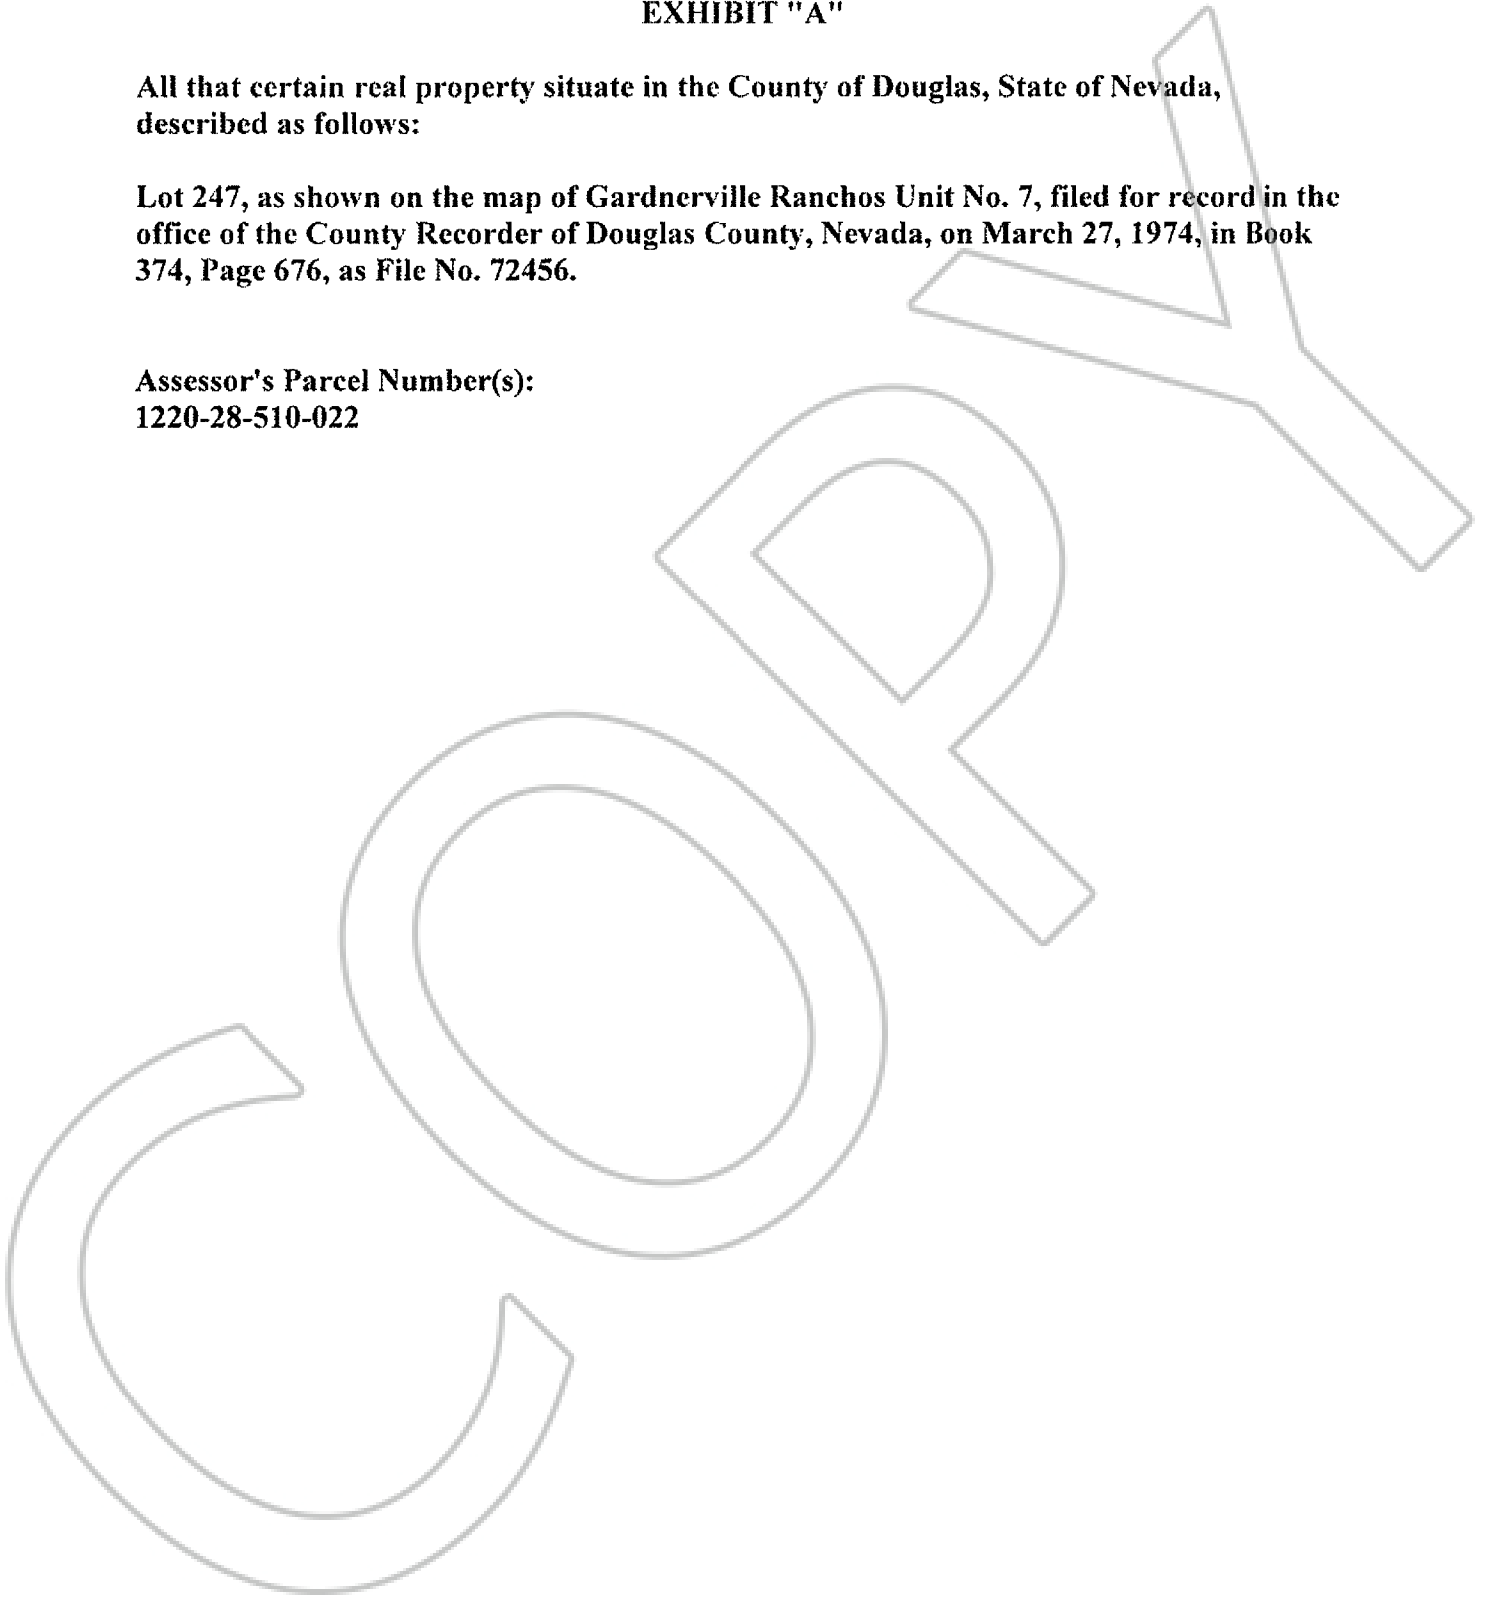 EXHIBIT "A"
All that certain real property situate in the County of Douglas, State of Nevada,
described as follows:
Lot 247, as shown on the map of Gardnerville Ranchos Unit No. 7, filed for record in the
office of the County Recorder of Douglas County, Nevada, on March 27, 1974, in Book
374, Page 676, as File No. 72456.
Assessor's Parcel Number(s):
1220-28-510-022
COPY